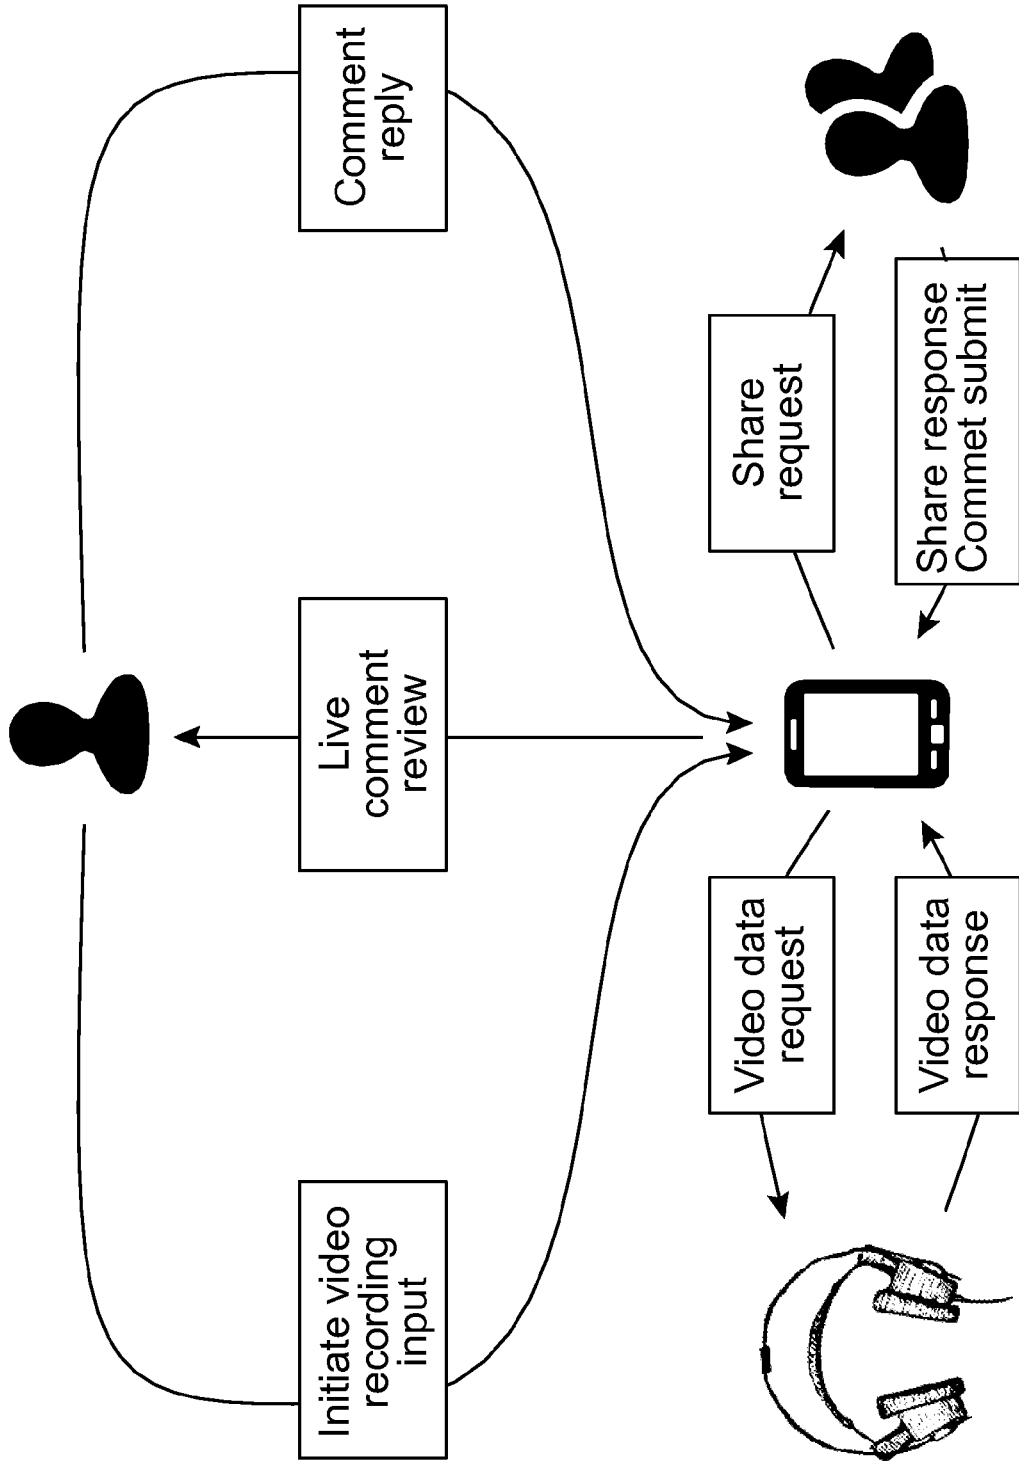 Initiate video
recording
input
Live
comment
review
Comment
reply
Video data
request
Share
request
Video data
response
Share response
Commet submit